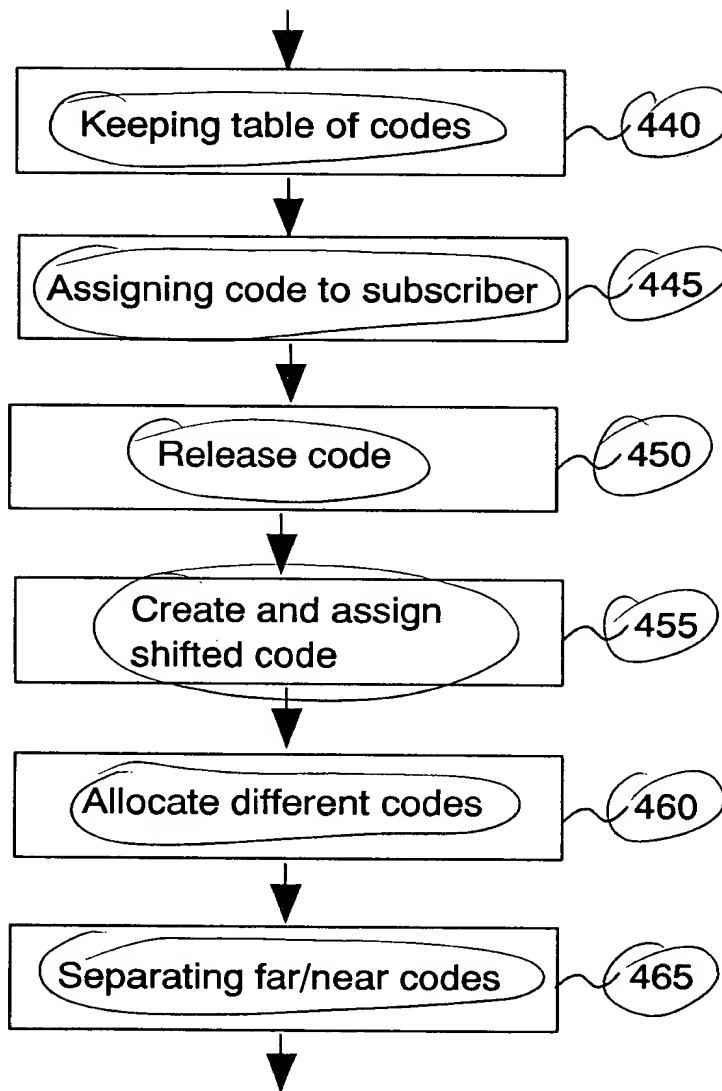 Keeping table of codes 440
Assigning code to subscriber 445
Release code 450
Create and assign
shifted code 455
Allocate different codes 460
Separating far/near codes 465